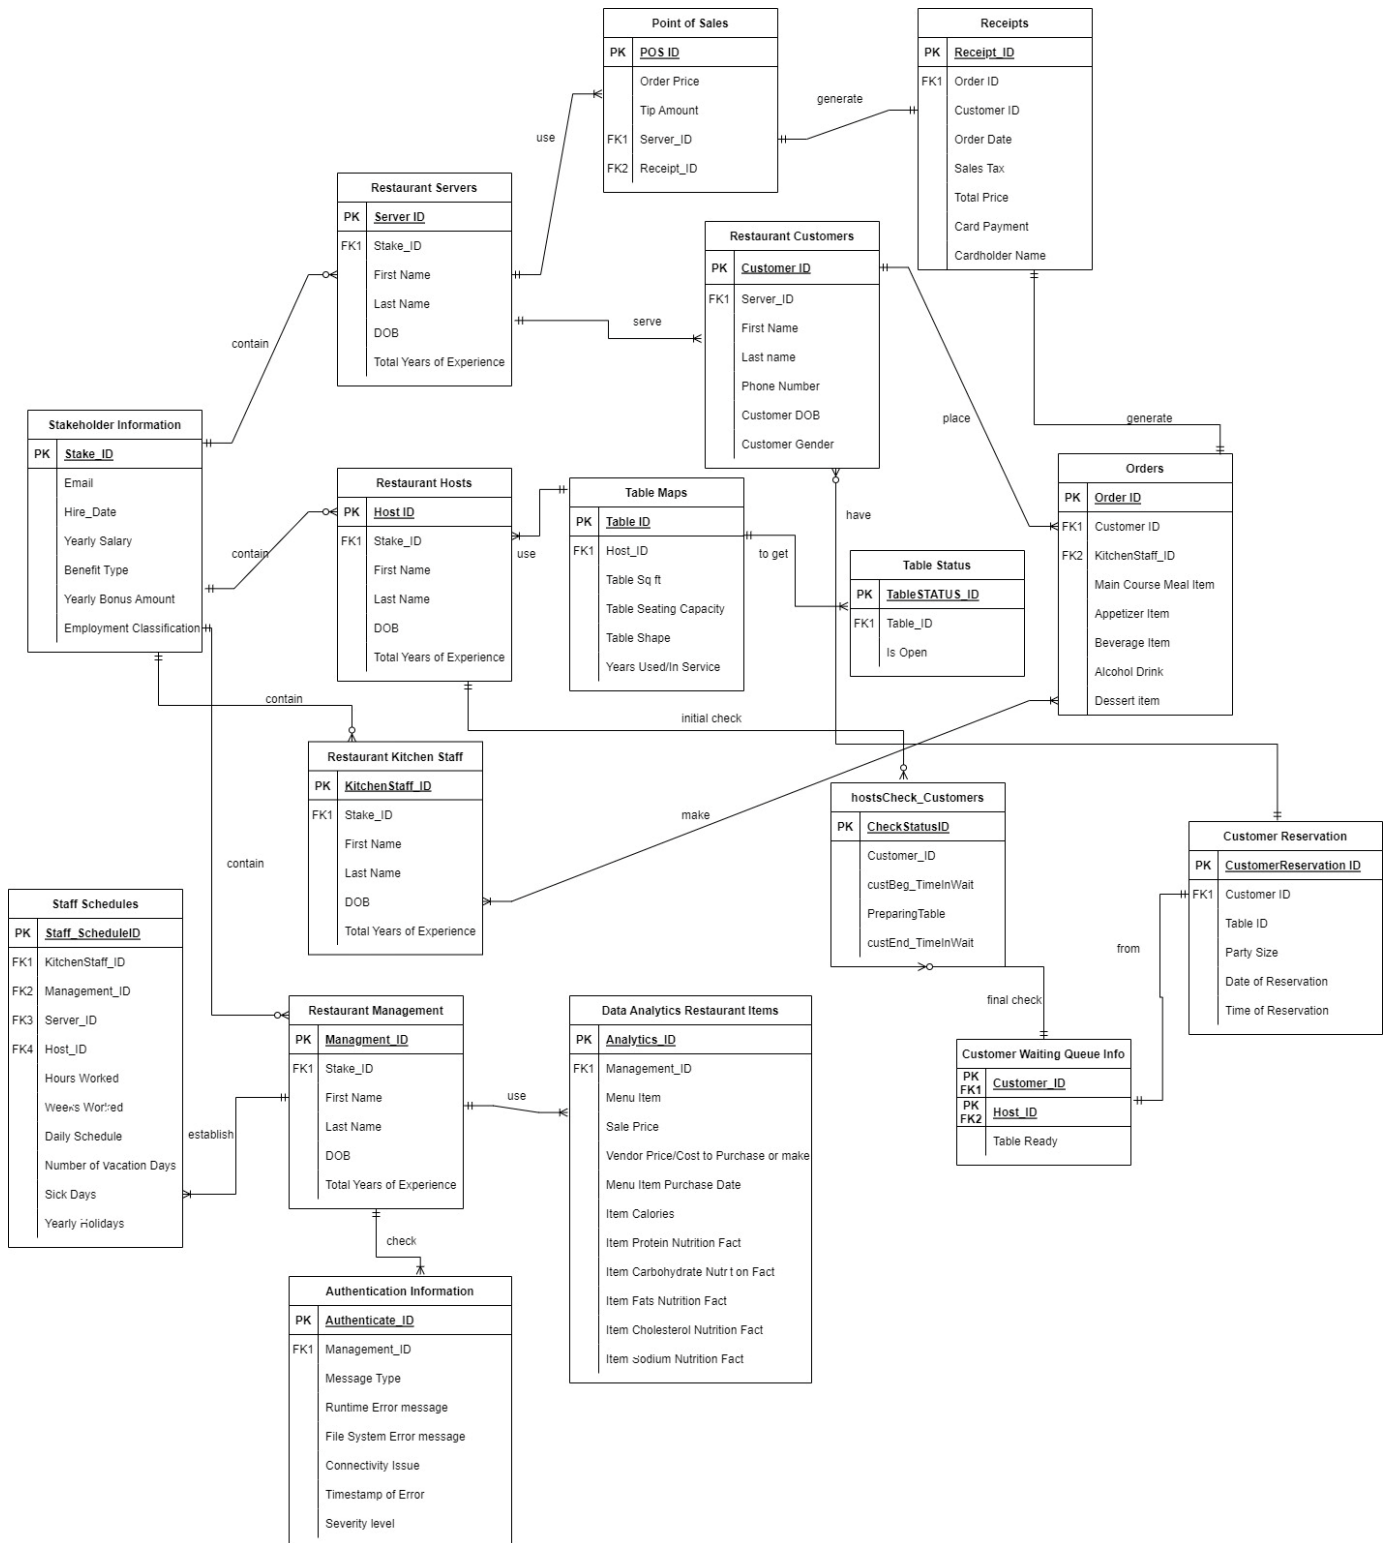 Point of Sales
PK POS ID
Order Price
Tip Amount
FK1 Server_ID
FK2 Receipt_ID
generate
Receipts
PK Receipt_ID
FK1 Order ID
Customer ID
Order Date
Sales Tax
Total Price
Card Payment
Cardholder Name
use
Restaurant Servers
PK Server ID
FK1 Stake_ID
First Name
Last Name
DOB
Total Years of Experience
serve
Restaurant Customers
PK Customer ID
FK1 Server_ID
First Name
Last name
Phone Number
Customer DOB
Customer Gender
contain
place
generate
Stakeholder Information
PK Stake_ID
Email
Hire_Date
Yearly Salary
Benefit Type
Yearly Bonus Amount
Employment Classification
contain
Restaurant Hosts
PK Host ID
FK1 Stake_ID
First Name
Last Name
DOB
Total Years of Experience
use
Table Maps
PK Table ID
FK1 Host_ID
Table Sq ft
Table Seating Capacity
Table Shape
Years Used/In Service
to get
have
Table Status
PK TableSTATUS_ID
FK1 Table_ID
Is Open
Orders
PK Order ID
FK1 Customer ID
FK2 KitchenStaff_ID
Main Course Meal Item
Appetizer Item
Beverage Item
Alcohol Drink
Dessert item
contain
initial check
Restaurant Kitchen Staff
PK KitchenStaff_ID
FK1 Stake_ID
First Name
Last Name
DOB
Total Years of Experience
make
hostsCheck_Customers
PK CheckStatusID
Customer_ID
custBeg_TimeInWait
PreparingTable
custEnd_TimeInWait
Customer Reservation
PK CustomerReservation ID
FK1 Customer ID
Table ID
Party Size
Date of Reservation
Time of Reservation
contain
from
final check
Staff Schedules
PK Staff_ScheduleID
FK1 KitchenStaff_ID
FK2 Management_ID
FK3 Server_ID
FK4 Host_ID
Hours Worked
Weeks Worked
Daily Schedule
Number of Vacation Days
Sick Days
Yearly Holidays
establish
Restaurant Management
PK Managment_ID
FK1 Stake_ID
First Name
Last Name
DOB
Total Years of Experience
use
Data Analytics Restaurant Items
PK Analytics_ID
FK1 Management_ID
Menu Item
Sale Price
Vendor Price/Cost to Purchase or make
Menu Item Purchase Date
Item Calories
Item Protein Nutrition Fact
Item Carbohydrate Nutrition Fact
Item Fats Nutrition Fact
Item Cholesterol Nutrition Fact
Item Sodium Nutrition Fact
Customer Waiting Queue Info
PK
FK1 Customer_ID
PK
FK2 Host_ID
Table Ready
check
Authentication Information
PK Authenticate_ID
FK1 Management_ID
Message Type
Runtime Error message
File System Error message
Connectivity Issue
Timestamp of Error
Severity level